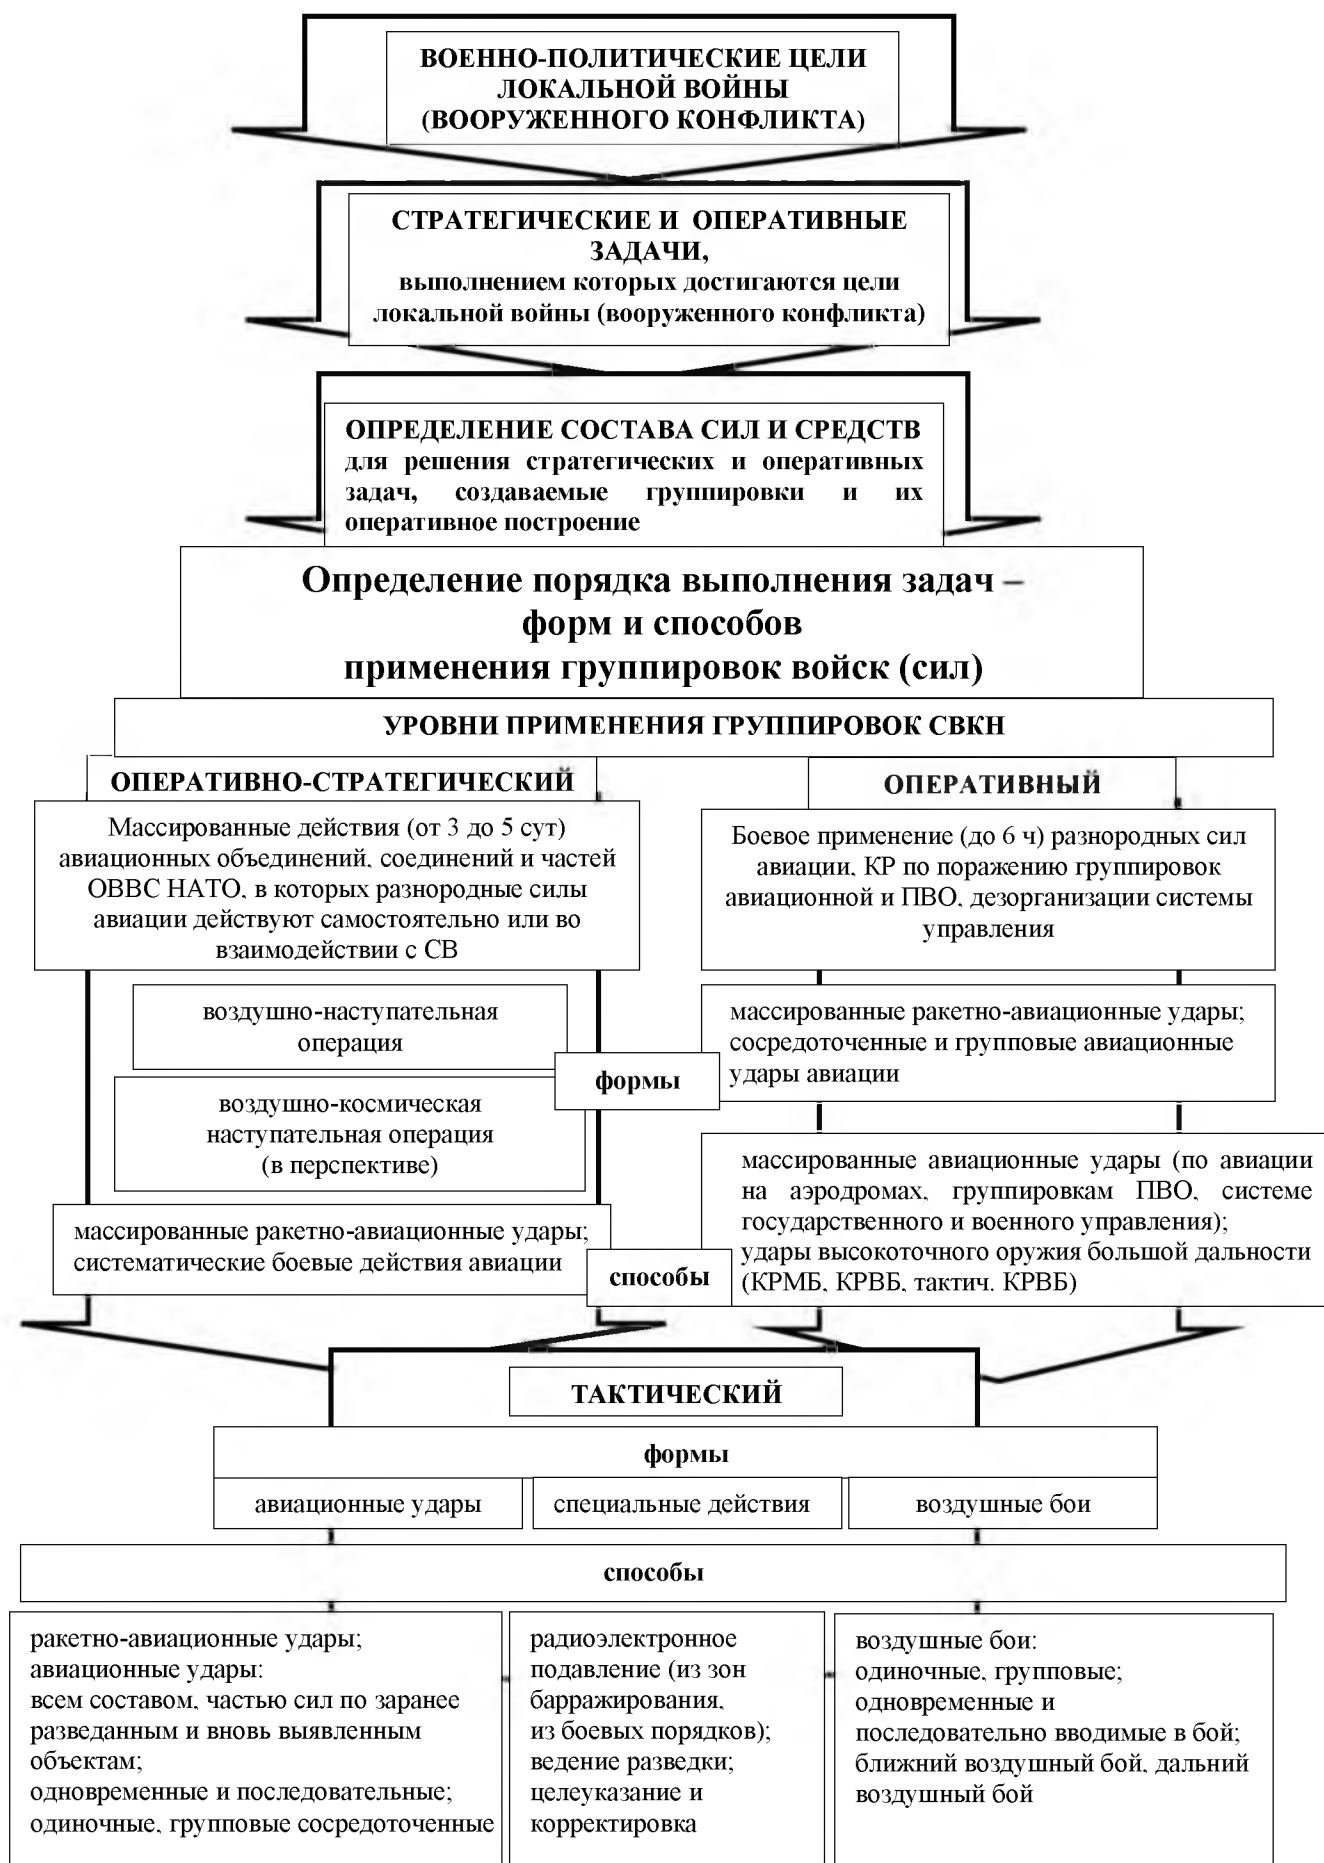 ВОЕННО-ПОЛИТИЧЕСКИЕ ЦЕЛИ
ЛОКАЛЬНОЙ ВОЙНЫ
(ВООРУЖЕННОГО КОНФЛИКТА)
СТРАТЕГИЧЕСКИЕ И ОПЕРАТИВНЫЕ
ЗАДАЧИ,
выполнением которых достигаются цели
локальной войны (вооруженного конфликта)
ОПРЕДЕЛЕНИЕ СОСТАВА СИЛ И СРЕДСТВ
для решения стратегических и оперативных
задач, создаваемые группировки и их
оперативное построение
Определение порядка выполнения задач –
форм и способов
применения группировок войск (сил)
УРОВНИ ПРИМЕНЕНИЯ ГРУППИРОВОК СВКН
ОПЕРАТИВНО-СТРАТЕГИЧЕСКИЙ
Массированные действия (от 3 до 5 сут)
авиационных объединений, соединений и частей
ОВВС НАТО, в которых разнородные силы
авиации действуют самостоятельно или во
взаимодействии с СВ
воздушно-наступательная
операция
воздушно-космическая
наступательная операция
(в перспективе)
массированные ракетно-авиационные удары;
систематические боевые действия авиации
формы
способы
ОПЕРАТИВНЫЙ
Боевое применение (до 6 ч) разнородных сил
авиации, КР по поражению группировок
авиационной и ПВО, дезорганизации системы
управления
массированные ракетно-авиационные удары;
сосредоточенные и групповые авиационные
удары авиации
массированные авиационные удары (по авиации
на аэродромах, группировкам ПВО, системе
государственного и военного управления);
удары высокоточного оружия большой дальности
(КРМБ, КРВБ, тактич. КРВБ)
ТАКТИЧЕСКИЙ
формы
авиационные удары
специальные действия
воздушные бои
способы
ракетно-авиационные удары;
авиационные удары:
всем составом, частью сил по заранее
разведанным и вновь выявленным
объектам;
одновременные и последовательные;
одиночные, групповые сосредоточенные
радиоэлектронное
подавление (из зон
барражирования,
из боевых порядков);
ведение разведки;
целеуказание и
корректировка
воздушные бои:
одиночные, групповые;
одновременные и
последовательно вводимые в бой;
ближний воздушный бой, дальний
воздушный бой